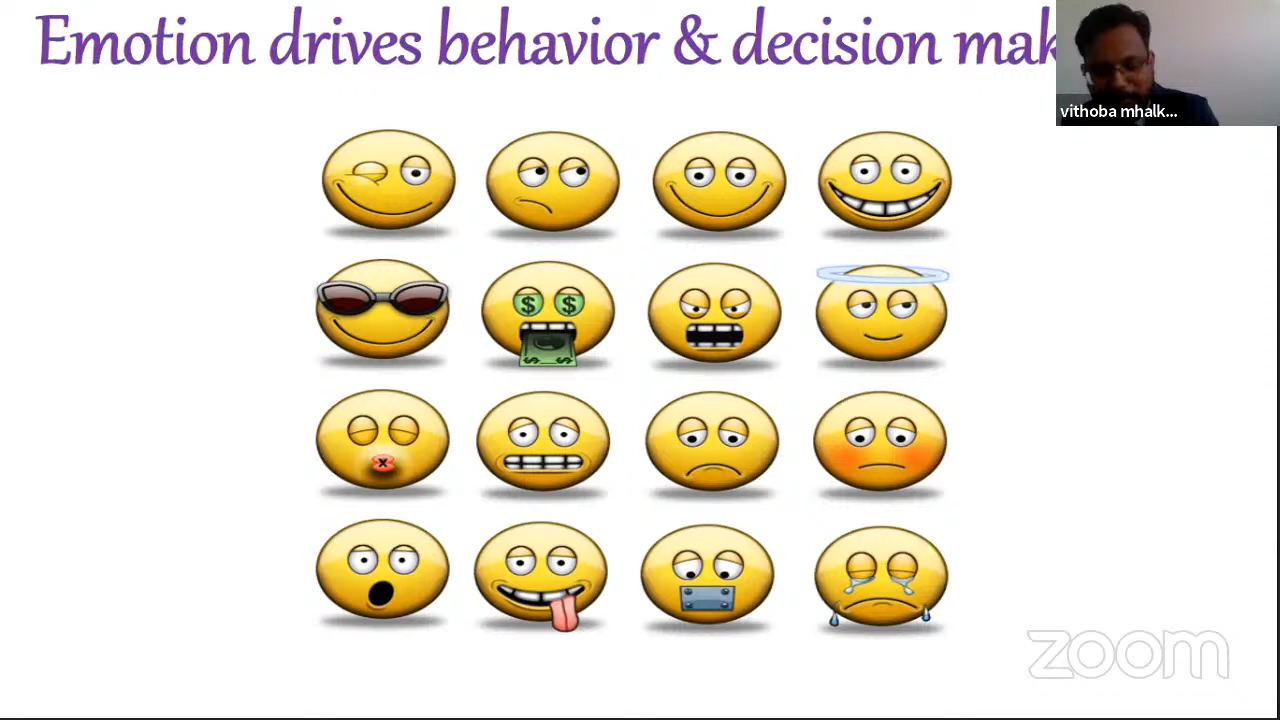 Emotion drives behavior & decision mak
vithoba mhalk...
$ $
$ $
x
zoom